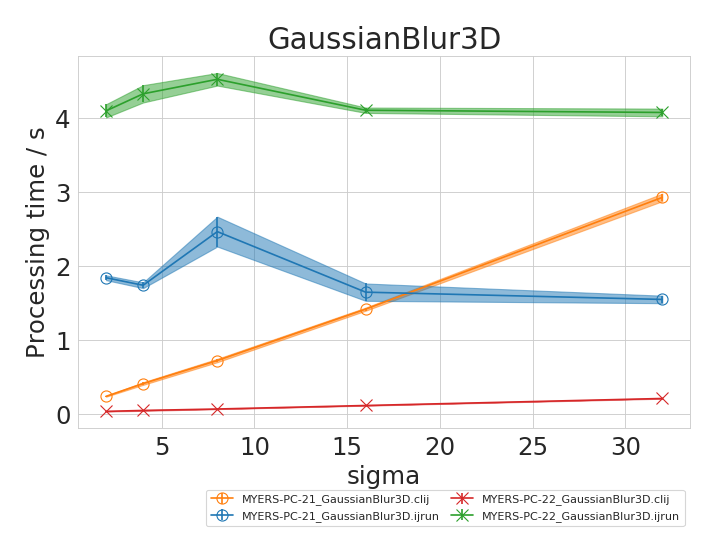 GaussianBlur3D
Processing time / s
4
3
2
1
0
5 10 15 20 25 30
sigma
MYERS-PC-21_GaussianBlur3D.clij MYERS-PC-22_GaussianBlur3D.clij
MYERS-PC-21_GaussianBlur3D.ijrun MYERS-PC-22_GaussianBlur3D.ijrun